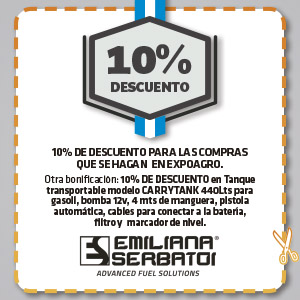 10%
DESCUENTO
10% DE DESCUENTO PARA LAS COMPRAS
QUE SE HAGAN EN EXPOAGRO.
Otra bonificación: 10% DE DESCUENTO en Tanque
transportable modelo CARRYTANK 440Lts para
gasoil, bomba 12v, 4 mts de manguera, pistola
automática, cables para conectar a la batería,
filtro y marcador de nivel.
EMILIANA®
SERBATOI
ADVANCED FUEL SOLUTIONS